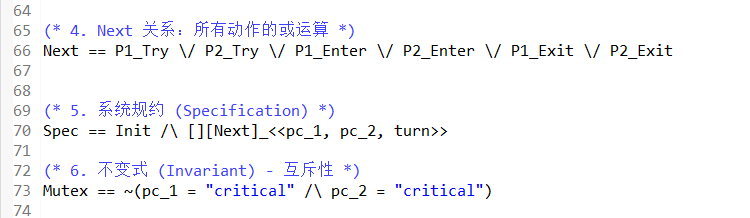 64
65 (* 4. Next 关系：所有动作的或运算 *)
66 Next == P1_Try \/ P2_Try \/ P1_Enter \/ P2_Enter \/ P1_Exit \/ P2_Exit
67
68
69 (* 5. 系统规约 (Specification) *)
70 Spec == Init /\ [][Next]_<<pc_1, pc_2, turn>>
71
72 (* 6. 不变式 (Invariant) - 互斥性 *)
73 Mutex == ~(pc_1 = "critical" /\ pc_2 = "critical")
74